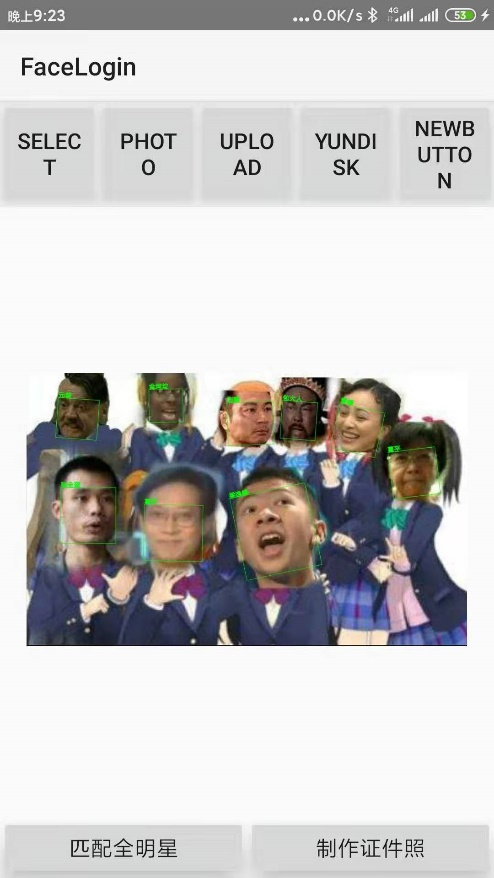 晚上9:23
...0.0K/s
4G
53
FaceLogin
SELEC
T
PHOT
O
UPLO
AD
YUNDI
SK
NEWB
UTTO
N
匹配全明星
制作证件照